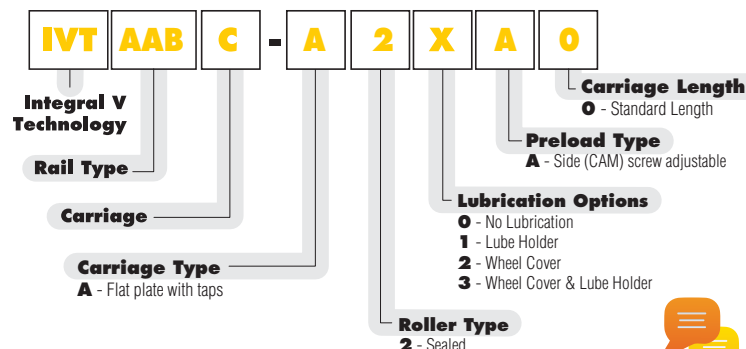 IVT AAB C - A 2 X A 0
Integral V
Technology
Rail Type
Carriage
Carriage Type
A - Flat plate with taps
Carriage Length
0 - Standard Length
Preload Type
A - Side (CAM) screw adjustable
Lubrication Options
0 - No Lubrication
1 - Lube Holder
2 - Wheel Cover
3 - Wheel Cover & Lube Holder
Roller Type
2 - Sealed